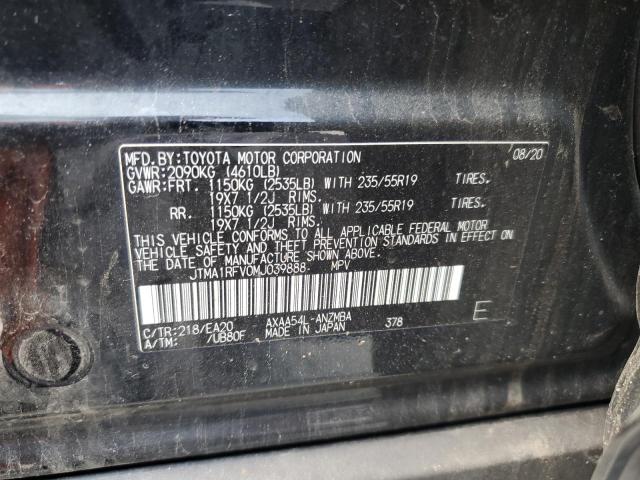 MFD.BY:TOYOTA MOTOR CORPORATION 08/20
GVWR:2090KG (4610LB)
GAWR:FRT. 1150KG (2535LB) WITH 235/55R19 TIRES.
19X7 1/2J RIMS.
RR. 1150KG (2535LB) WITH 235/55R19 TIRES.
19X7 1/2J RIMS.
THIS VEHICLE CONFORMS TO ALL APPLICABLE FEDERAL MOTOR
VEHICLE SAFETY AND THEFT PREVENTION STANDARDS IN EFFECT ON
THE DATE OF MANUFACTURE SHOWN ABOVE.
JTMA1RFV0MJ039888 MPV
C/TR:218/EA20 AXAA54L-ANZMBA 378 E
A/TM: /UB80F MADE IN JAPAN